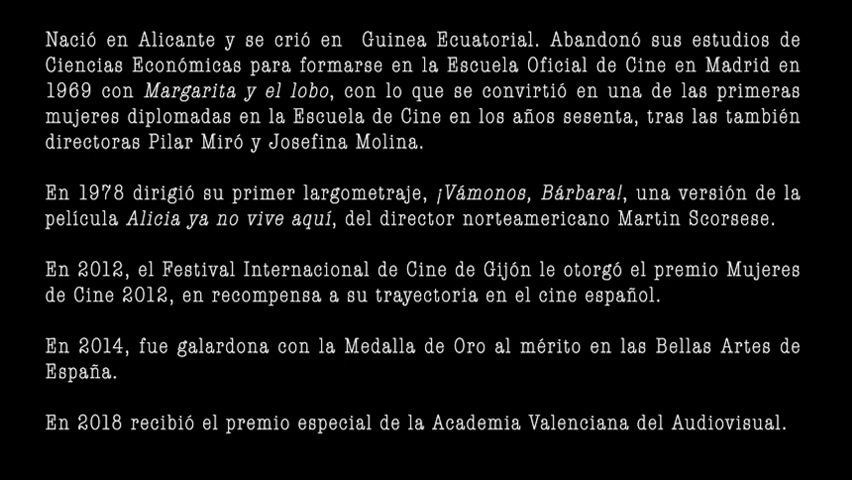 Nació en Alicante y se crió en Guinea Ecuatorial. Abandonó sus estudios de
Ciencias Económicas para formarse en la Escuela Oficial de Cine en Madrid en
1969 con Margarita y el lobo, con lo que se convirtió en una de las primeras
mujeres diplomadas en la Escuela de Cine en los años sesenta, tras las también
directoras Pilar Miró y Josefina Molina.
En 1978 dirigió su primer largometraje, ¡Vámonos, Bárbara!, una versión de la
película Alicia ya no vive aquí, del director norteamericano Martin Scorsese.
En 2012, el Festival Internacional de Cine de Gijón le otorgó el premio Mujeres
de Cine 2012, en recompensa a su trayectoria en el cine español.
En 2014, fue galardona con la Medalla de Oro al mérito en las Bellas Artes de
España.
En 2018 recibió el premio especial de la Academia Valenciana del Audiovisual.